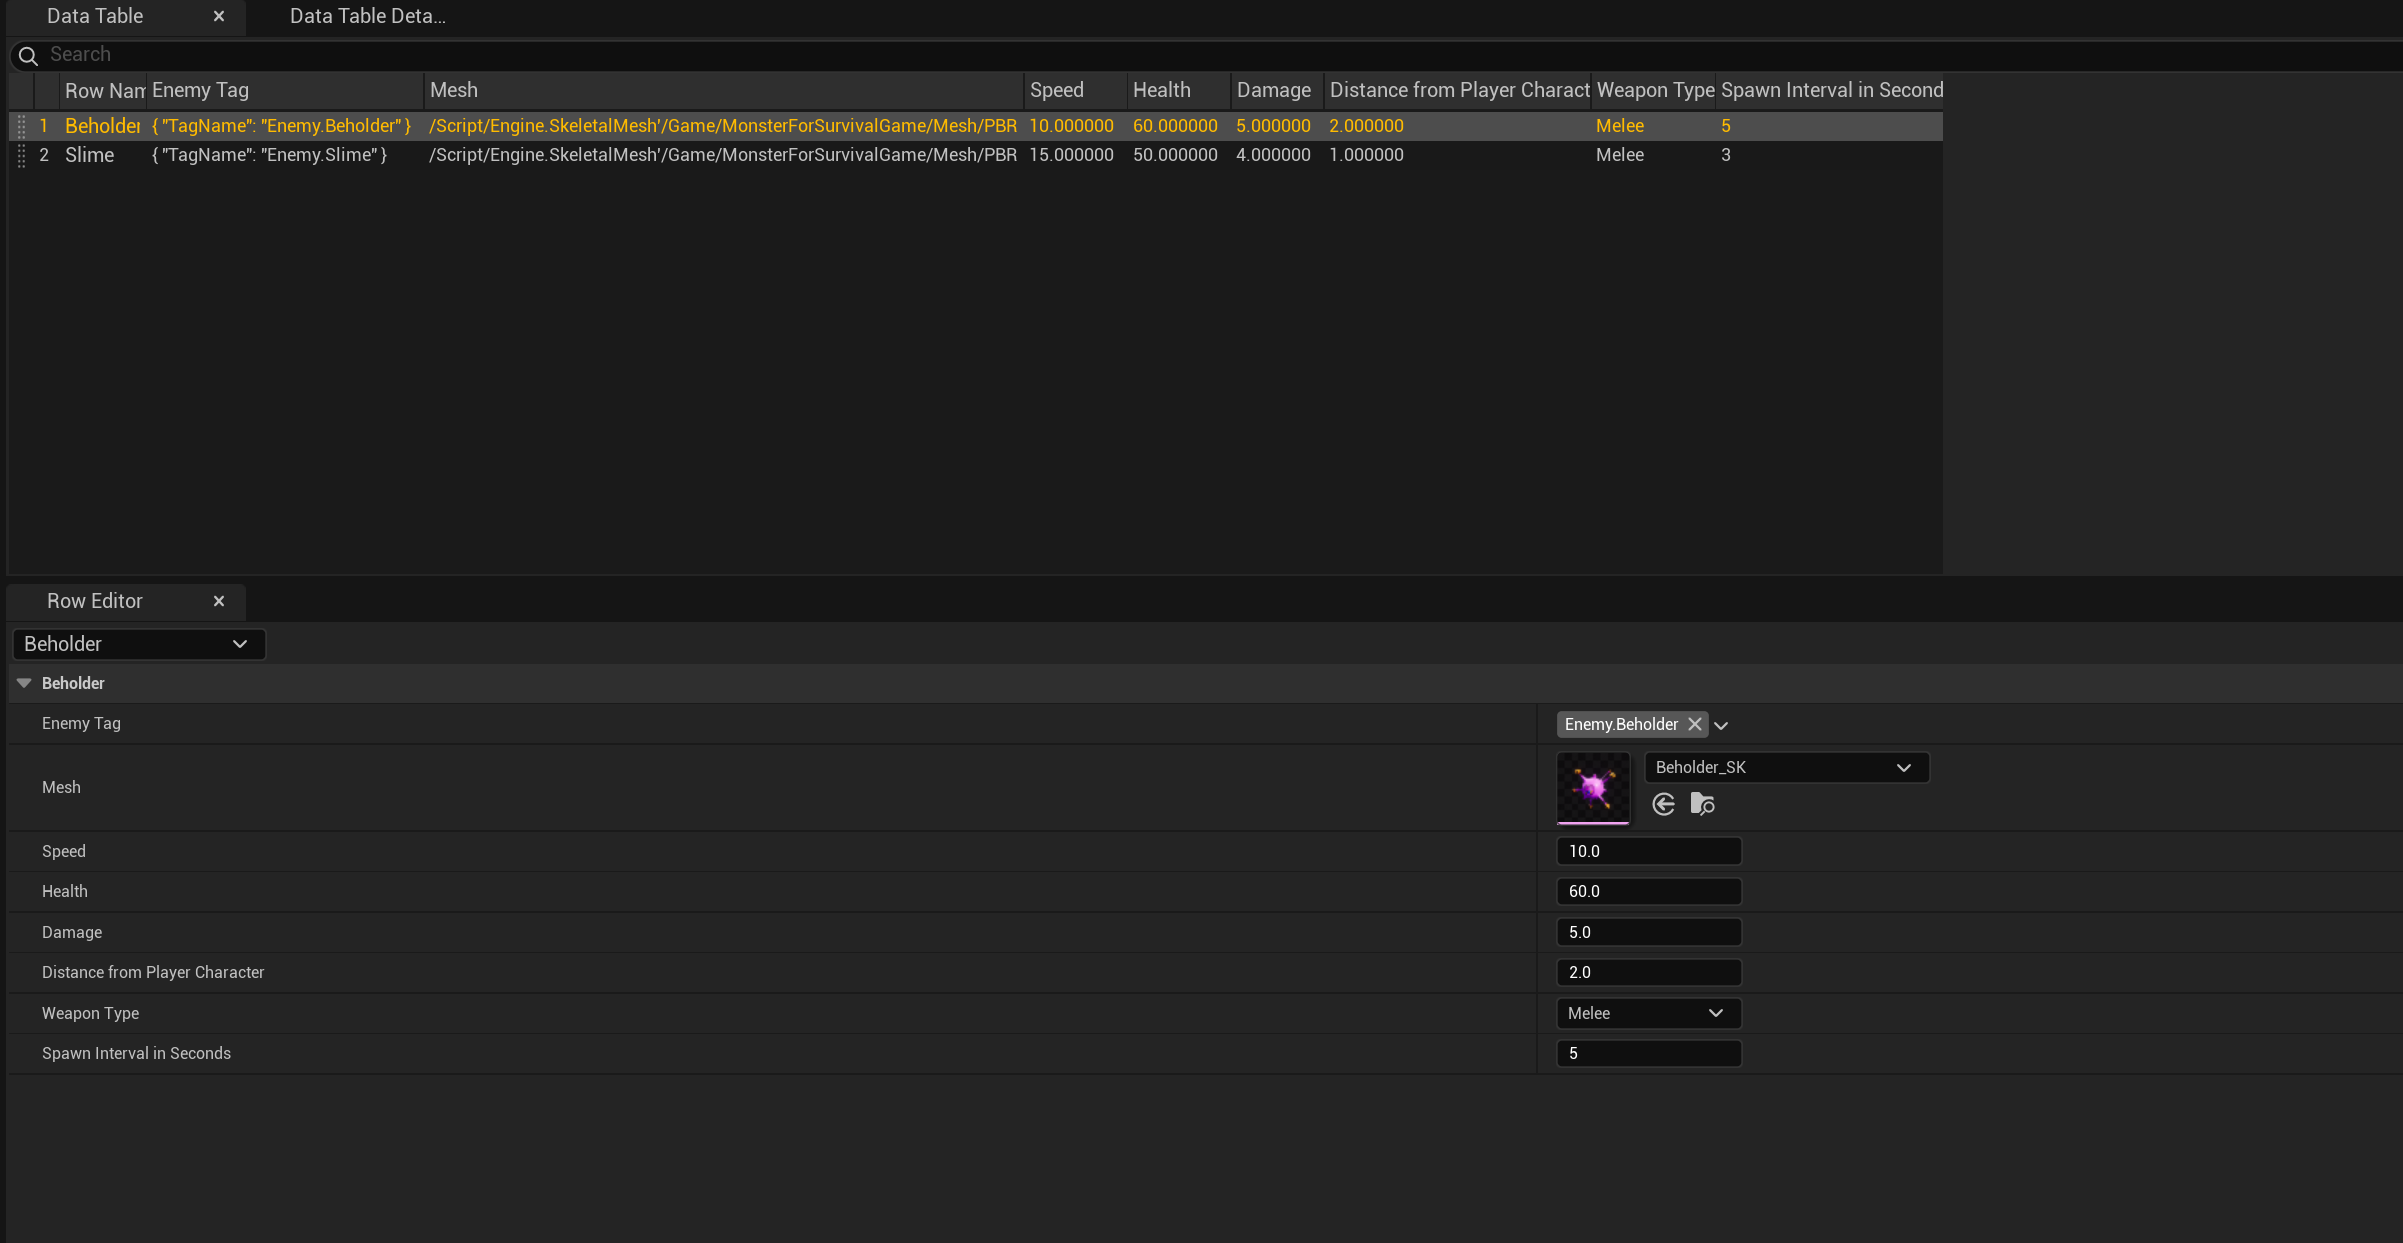 Data Table
Data Table Deta...
Search
Row Nam Enemy Tag Mesh Speed Health Damage Distance from Player Charact Weapon Type Spawn Interval in Second
1 Beholder { "TagName": "Enemy.Beholder" } /Script/Engine.SkeletalMesh'/Game/MonsterForSurvivalGame/Mesh/PBR 10.000000 60.000000 5.000000 2.000000 Melee 5
2 Slime { "TagName": "Enemy.Slime" } /Script/Engine.SkeletalMesh'/Game/MonsterForSurvivalGame/Mesh/PBR 15.000000 50.000000 4.000000 1.000000 Melee 3
Row Editor
Beholder
Beholder
Enemy Tag Enemy.Beholder
Mesh Beholder_SK
Speed 10.0
Health 60.0
Damage 5.0
Distance from Player Character 2.0
Weapon Type Melee
Spawn Interval in Seconds 5